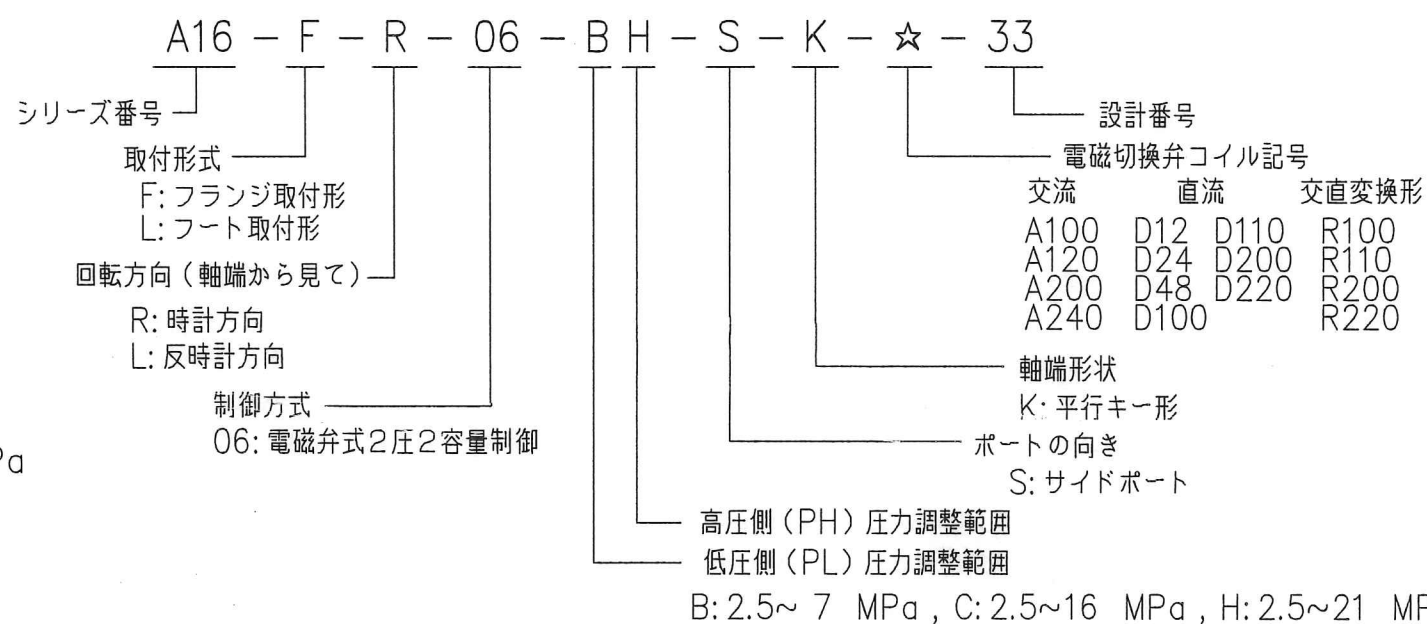 A16 - F - R - 06 - B H - S - K - ☆ - 33
シリーズ番号
設計番号
取付形式
F: フランジ取付形
L: フート取付形
電磁切換弁コイル記号
交流 直流 交直変換形
A100 D12 D110 R100
A120 D24 D200 R110
A200 D48 D220 R200
A240 D100 R220
回転方向(軸端から見て)
R: 時計方向
L: 反時計方向
軸端形状
K: 平行キー形
制御方式
06: 電磁弁式2圧2容量制御
ポートの向き
S: サイドポート
Pa
高圧側(PH)圧力調整範囲
低圧側(PL)圧力調整範囲
B: 2.5~ 7 MPa , C: 2.5~16 MPa , H: 2.5~21 MP